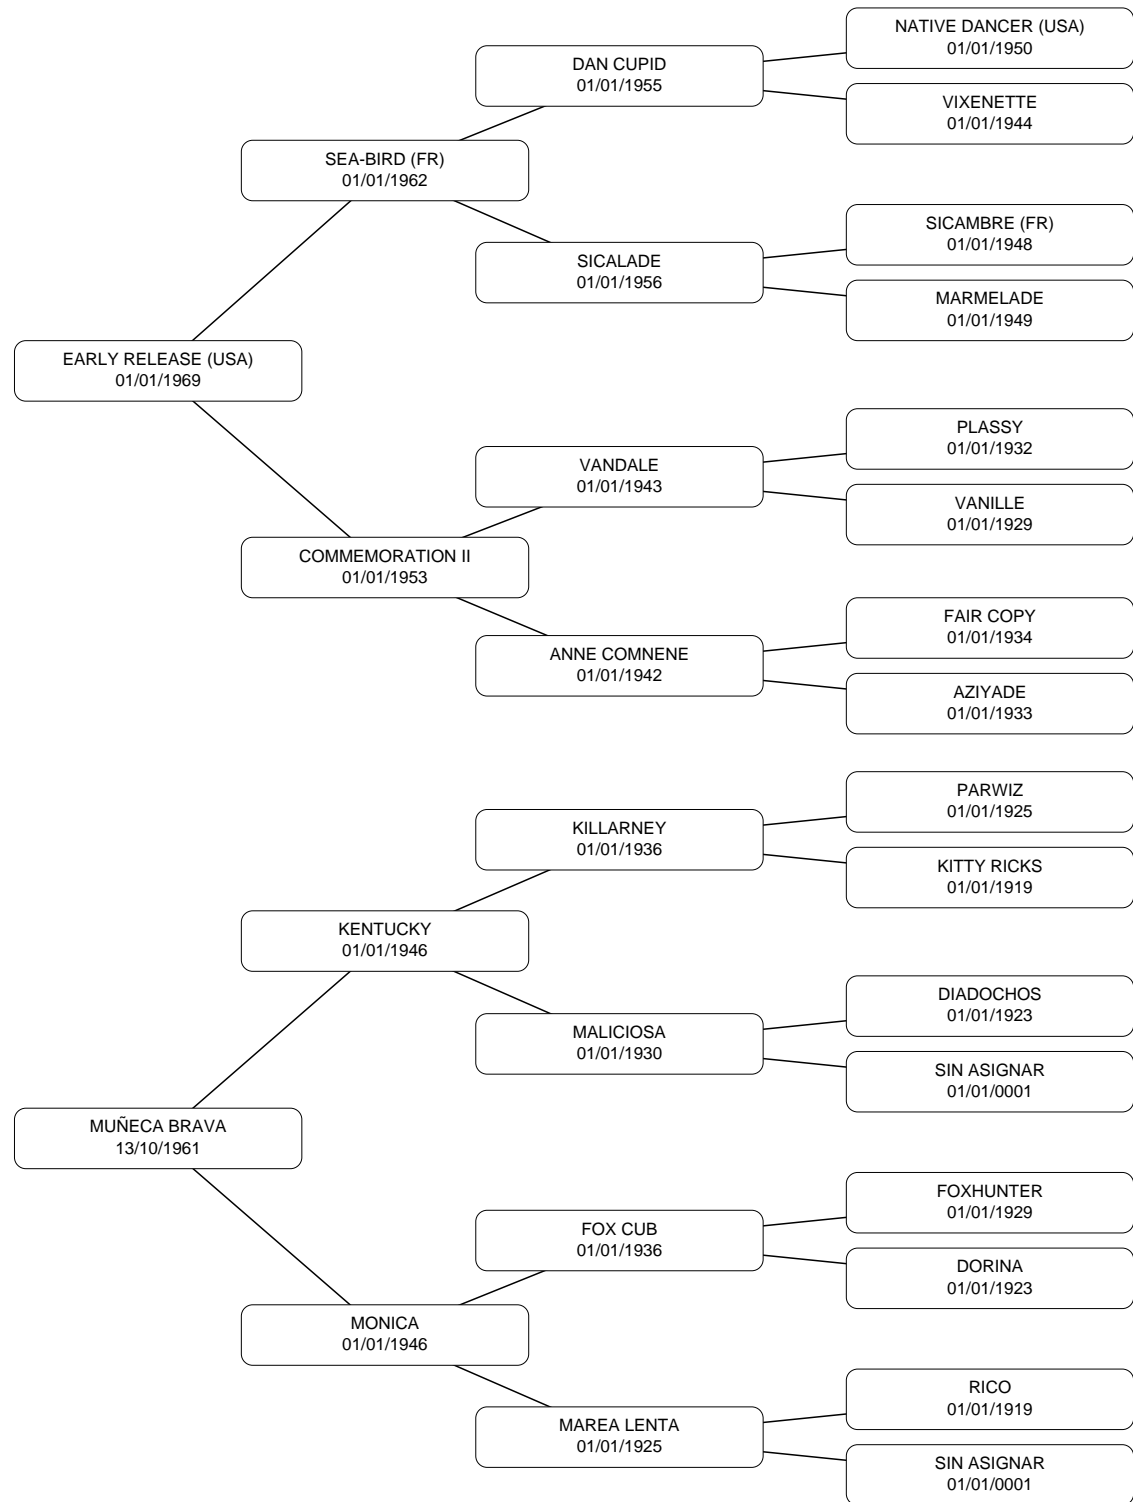 NATIVE DANCER (USA)
01/01/1950
DAN CUPID
01/01/1955
VIXENETTE
01/01/1944
SEA-BIRD (FR)
01/01/1962
SICAMBRE (FR)
01/01/1948
SICALADE
01/01/1956
MARMELADE
01/01/1949
EARLY RELEASE (USA)
01/01/1969
PLASSY
01/01/1932
VANDALE
01/01/1943
VANILLE
01/01/1929
COMMEMORATION II
01/01/1953
FAIR COPY
01/01/1934
ANNE COMNENE
01/01/1942
AZIYADE
01/01/1933
PARWIZ
01/01/1925
KILLARNEY
01/01/1936
KITTY RICKS
01/01/1919
KENTUCKY
01/01/1946
DIADOCHOS
01/01/1923
MALICIOSA
01/01/1930
SIN ASIGNAR
01/01/0001
MUÑECA BRAVA
13/10/1961
FOXHUNTER
01/01/1929
FOX CUB
01/01/1936
DORINA
01/01/1923
MONICA
01/01/1946
RICO
01/01/1919
MAREA LENTA
01/01/1925
SIN ASIGNAR
01/01/0001